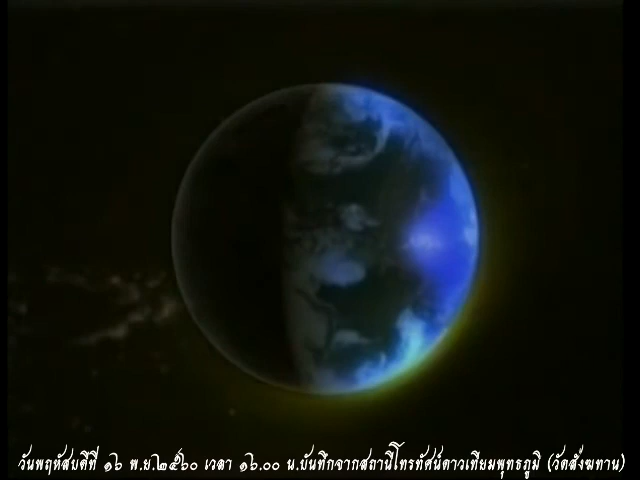 วันพฤหัสบดีที่ ๑๖ พ.ย.๒๕๖๐ เวลา ๑๖.๐๐ น.บันทึกจากสถานีโทรทัศน์ดาวเทียมพุทธภูมิ (วัดสังฆทาน)